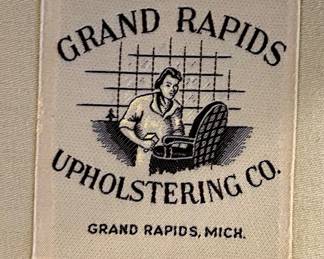 GRAND RAPIDS
UPHOLSTERING CO.
GRAND RAPIDS, MICH.